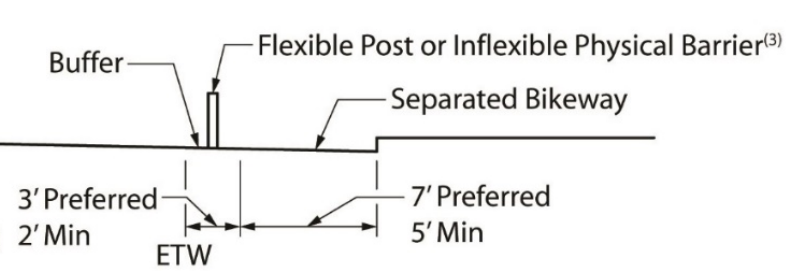 Flexible Post or Inflexible Physical Barrier(3)
Buffer
Separated Bikeway
3' Preferred
2' Min
7' Preferred
5' Min
ETW